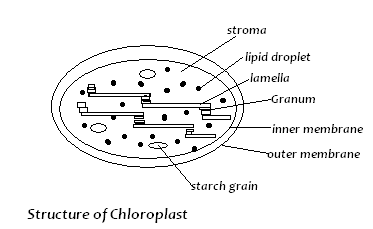 stroma
lipid droplet
lamella
Granum
inner membrane
outer membrane
starch grain
Structure of Chloroplast